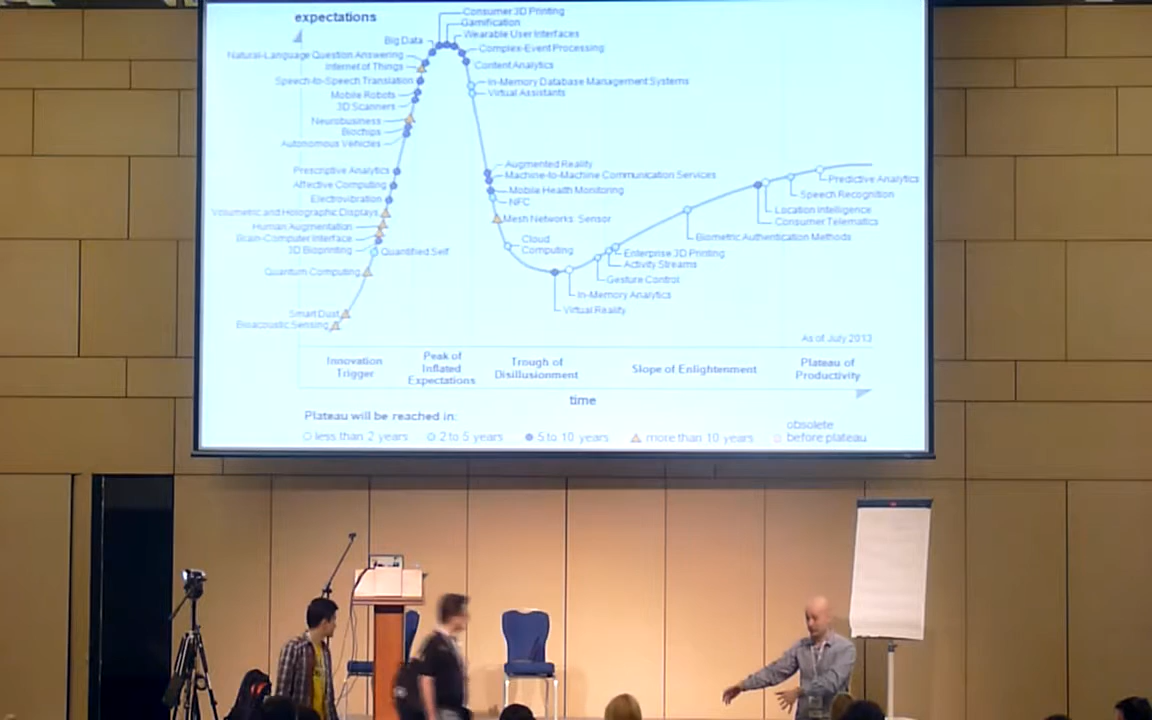 expectations
Consumer 3D Printing
Gamification
Wearable User Interfaces
Big Data
Complex-Event Processing
Natural-Language Question Answering
Content Analytics
Internet of Things
Speech-to-Speech Translation
In-Memory Database Management Systems
Virtual Assistants
Mobile Robots
3D Scanners
Neurobusiness
Biochips
Autonomous Vehicles
Augmented Reality
Prescriptive Analytics
Machine-to-Machine Communication Services
Affective Computing
Mobile Health Monitoring
Electrovibration
NFC
Volumetric and Holographic Displays
Mesh Networks: Sensor
Human Augmentation
Brain-Computer Interface
3D Bioprinting
Quantified Self
Cloud
Computing
Quantum Computing
Smart Dust
Bioacoustic Sensing
Predictive Analytics
Speech Recognition
Location Intelligence
Consumer Telematics
Biometric Authentication Methods
Enterprise 3D Printing
Activity Streams
Gesture Control
In-Memory Analytics
Virtual Reality
As of July 2013
Innovation
Trigger
Peak of
Inflated
Expectations
Trough of
Disillusionment
Slope of Enlightenment
Plateau of
Productivity
time
Plateau will be reached in:
less than 2 years
2 to 5 years
5 to 10 years
more than 10 years
obsolete
before plateau